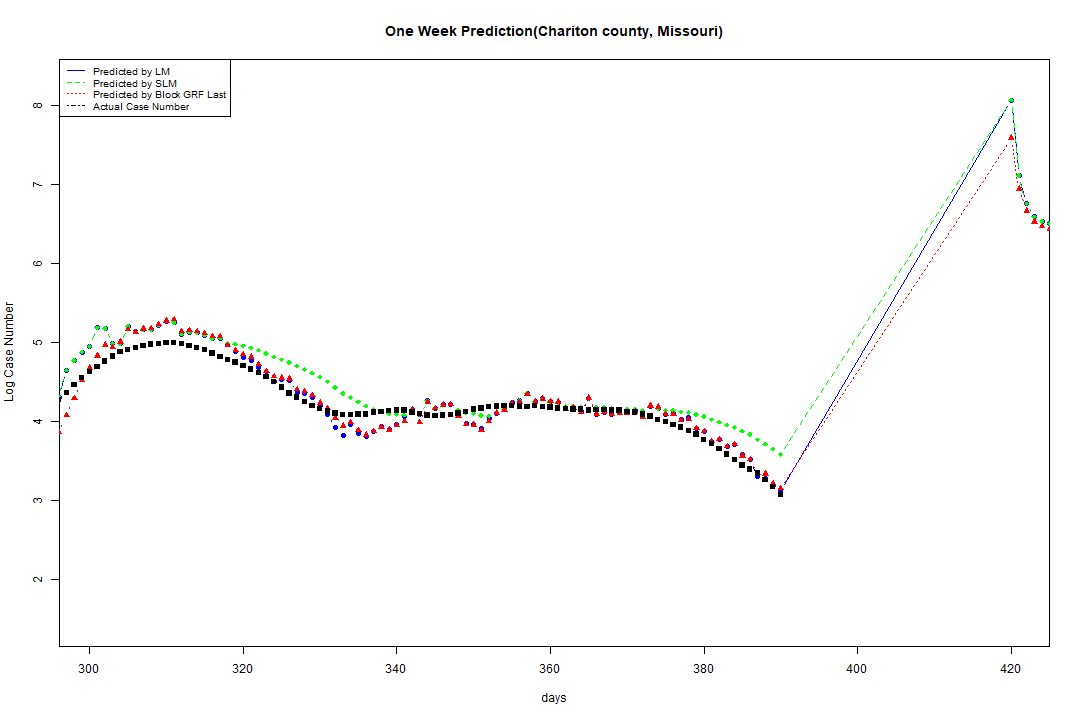 One Week Prediction(Chariton county, Missouri)
Predicted by LM
Predicted by SLM
Predicted by Block GRF Last
Actual Case Number
8
7
6
5
4
3
2
Log Case Number
300 320 340 360 380 400 420
days